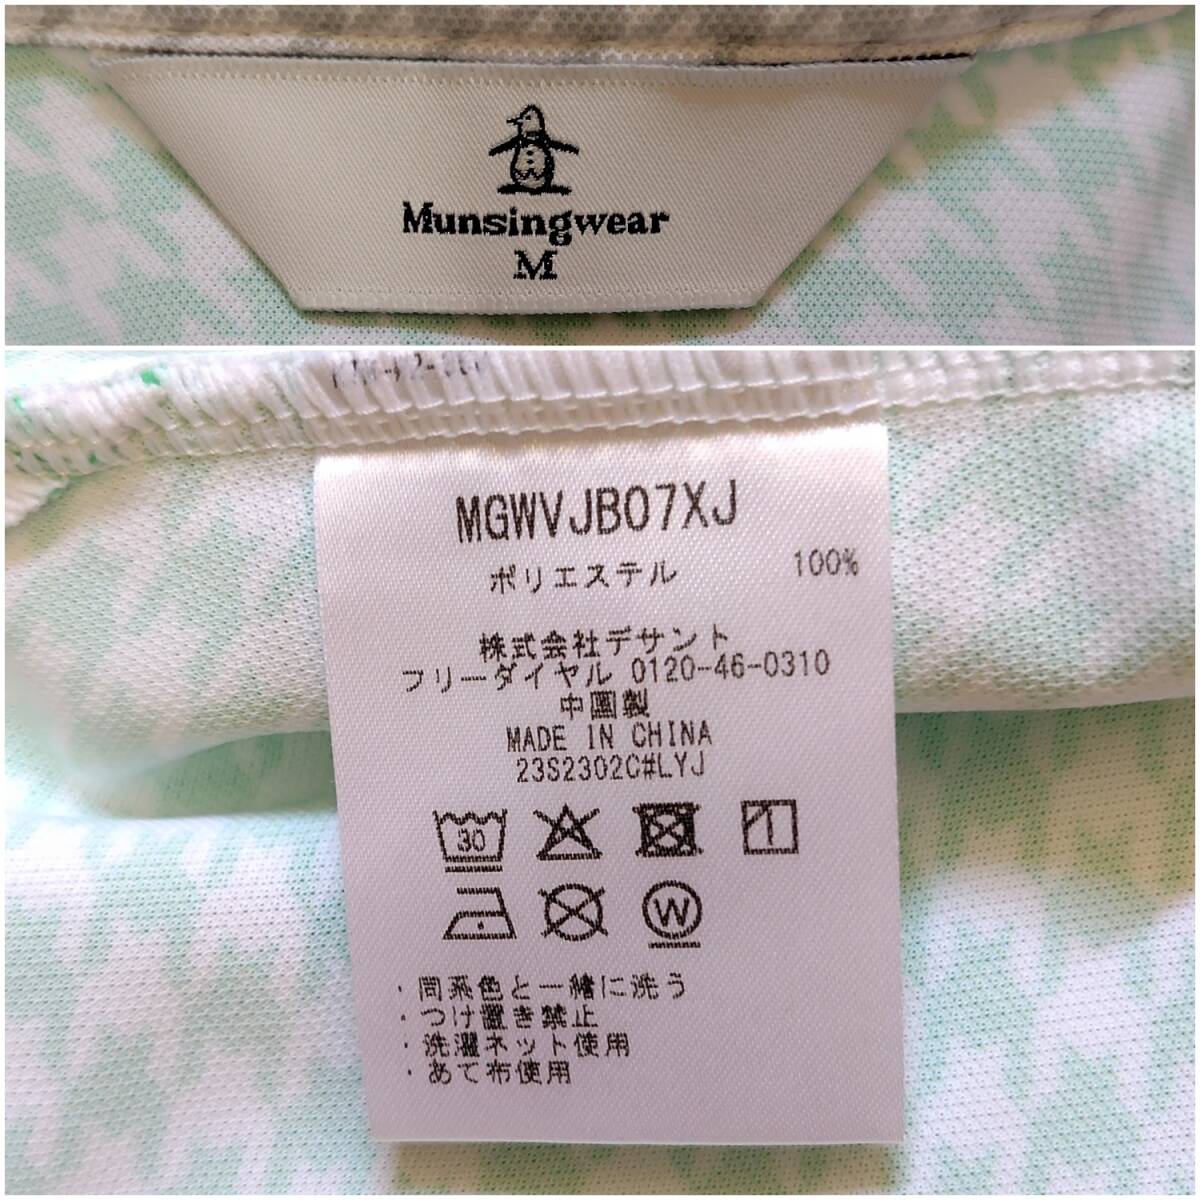 Munsingwear
M
MGWVJB07XJ
ポリエステル 100%
株式会社デサント
フリーダイヤル 0120-46-0310
中国製
MADE IN CHINA
23S2302C#LYJ
30
W
・同系色と一緒に洗う
・つけ置き禁止
・洗濯ネット使用
・あて布使用